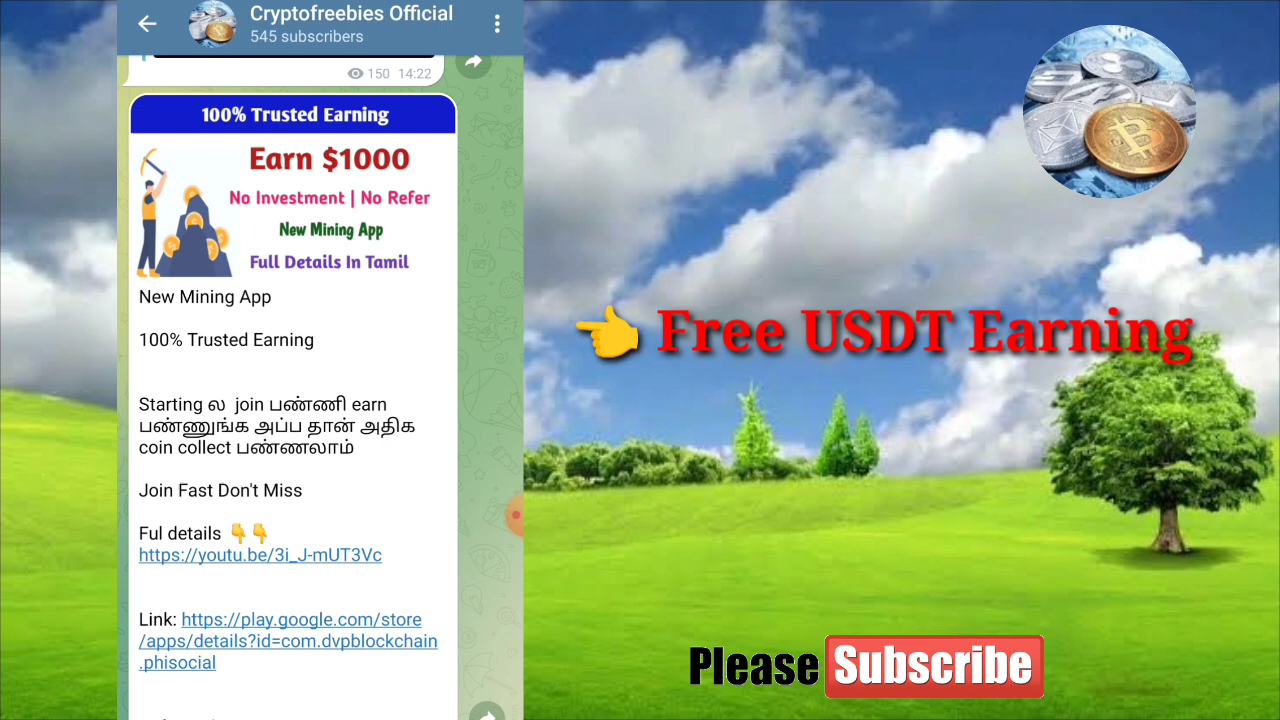 Cryptofreebies Official
545 subscribers
150 14:22
100% Trusted Earning
Earn $1000
No Investment | No Refer
New Mining App
Full Details In Tamil
New Mining App
100% Trusted Earning
Starting ல join பண்ணி earn
பண்ணுங்க அப்ப தான் அதிக
coin collect பண்ணலாம்
Join Fast Don't Miss
Ful details 👇👇
https://youtu.be/3i_J-mUT3Vc
Link: https://play.google.com/store
/apps/details?id=com.dvpblockchain
.phisocial
👈 Free USDT Earning
Please Subscribe